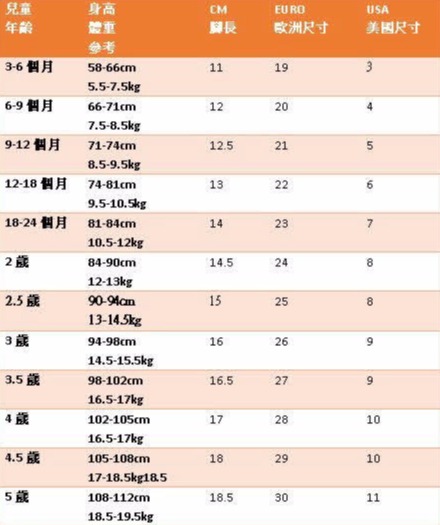 兒童 年齡 身高 體重 參考 CM 腳長 EURO 歐洲尺寸 USA 美國尺寸
3-6 個月 58-66cm 11 19 3
5.5-7.5kg
6-9 個月 66-71cm 12 20 4
7.5-8.5kg
9-12 個月 71-74cm 12.5 21 5
8.5-9.5kg
12-18 個月 74-81cm 13 22 6
9.5-10.5kg
18-24 個月 81-84cm 14 23 7
10.5-12kg
2 歲 84-90cm 14.5 24 8
12-13kg
2.5 歲 90-94cm 15 25 8
13-14.5kg
3 歲 94-98cm 16 26 9
14.5-15.5kg
3.5 歲 98-102cm 16.5 27 9
16.5-17kg
4 歲 102-105cm 17 28 10
16.5-17kg
4.5 歲 105-108cm 18 29 10
17-18.5kg18.5
5 歲 108-112cm 18.5 30 11
18.5-19.5kg